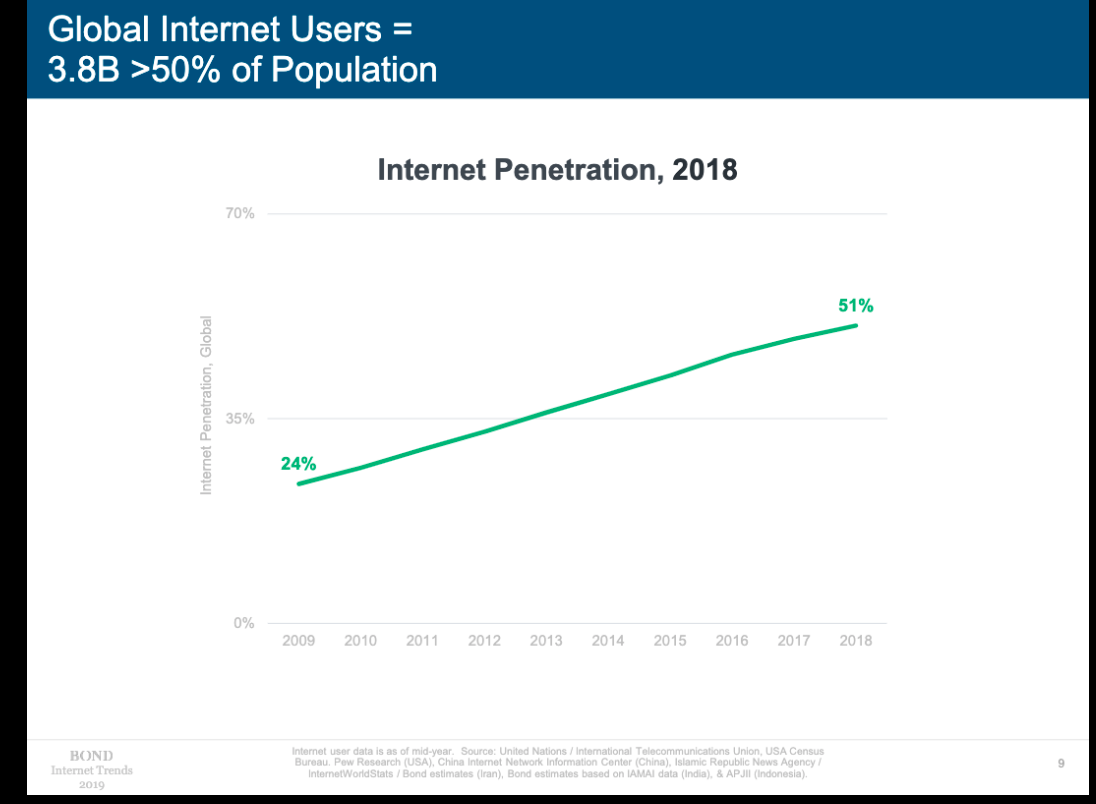 Global Internet Users =
3.8B >50% of Population
Internet Penetration, 2018
70%
35%
0%
Internet Penetration, Global
24%
51%
2009 2010 2011 2012 2013 2014 2015 2016 2017 2018
BOND
Internet Trends
2019
Internet user data is as of mid-year. Source: United Nations / International Telecommunications Union, USA Census
Bureau. Pew Research (USA), China Internet Network Information Center (China), Islamic Republic News Agency /
InternetWorldStats / Bond estimates (Iran), Bond estimates based on IAMAI data (India), & APJII (Indonesia).
9